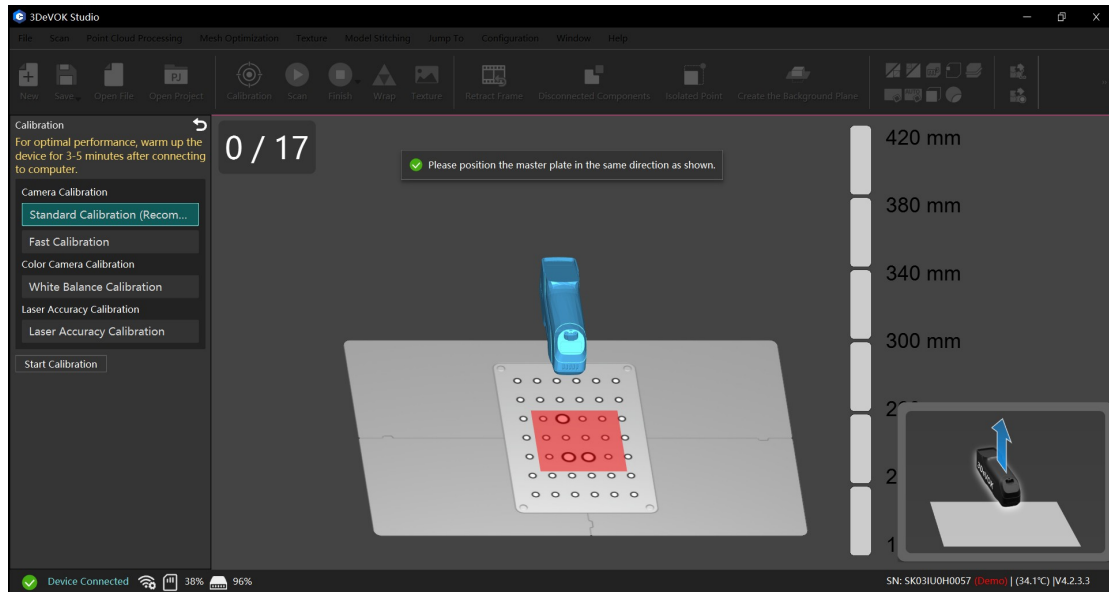 3DeVOK Studio
File Scan Point Cloud Processing Mesh Optimization Texture Model Stitching Jump To Configuration Window Help
New Save Open File Open Project Calibration Scan Finish Wrap Texture Retract Frame Disconnected Components Isolated Point Create the Background Plane
PJ
Calibration
For optimal performance, warm up the
device for 3-5 minutes after connecting
to computer.
Camera Calibration
Standard Calibration (Recom...
Fast Calibration
Color Camera Calibration
White Balance Calibration
Laser Accuracy Calibration
Laser Accuracy Calibration
Start Calibration
0 / 17
Please position the master plate in the same direction as shown.
420 mm
380 mm
340 mm
300 mm
2
1
3DeVOK
Device Connected 38% 96%
SN: SK03IU0H0057 (Demo) | (34.1°C) |V4.2.3.3